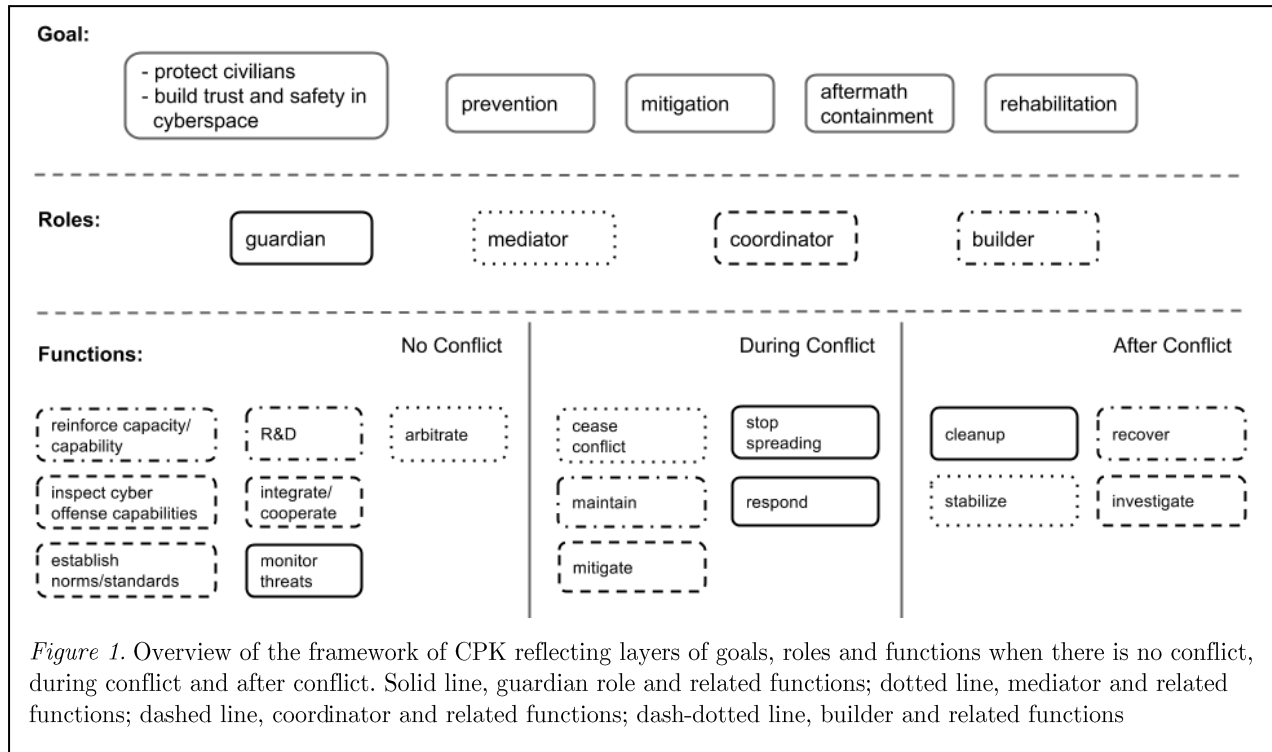 Goal:
- protect civilians
- build trust and safety in
cyberspace
prevention
mitigation
aftermath
containment
rehabilitation
Roles:
guardian
mediator
coordinator
builder
Functions:
No Conflict
During Conflict
After Conflict
reinforce capacity/
capability
R&D
arbitrate
inspect cyber
offense capabilities
integrate/
cooperate
establish
norms/standards
monitor
threats
cease
conflict
stop
spreading
maintain
respond
mitigate
cleanup
recover
stabilize
investigate
Figure 1. Overview of the framework of CPK reflecting layers of goals, roles and functions when there is no conflict,
during conflict and after conflict. Solid line, guardian role and related functions; dotted line, mediator and related
functions; dashed line, coordinator and related functions; dash-dotted line, builder and related functions